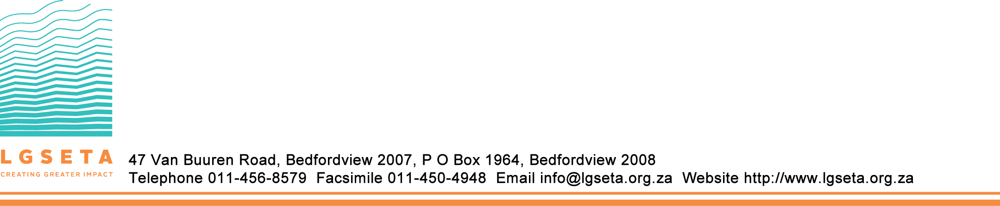 LGSETA
CREATING GREATER IMPACT
47 Van Buuren Road, Bedfordview 2007, P O Box 1964, Bedfordview 2008
Telephone 011-456-8579  Facsimile 011-450-4948  Email info@lgseta.org.za  Website http://www.lgseta.org.za